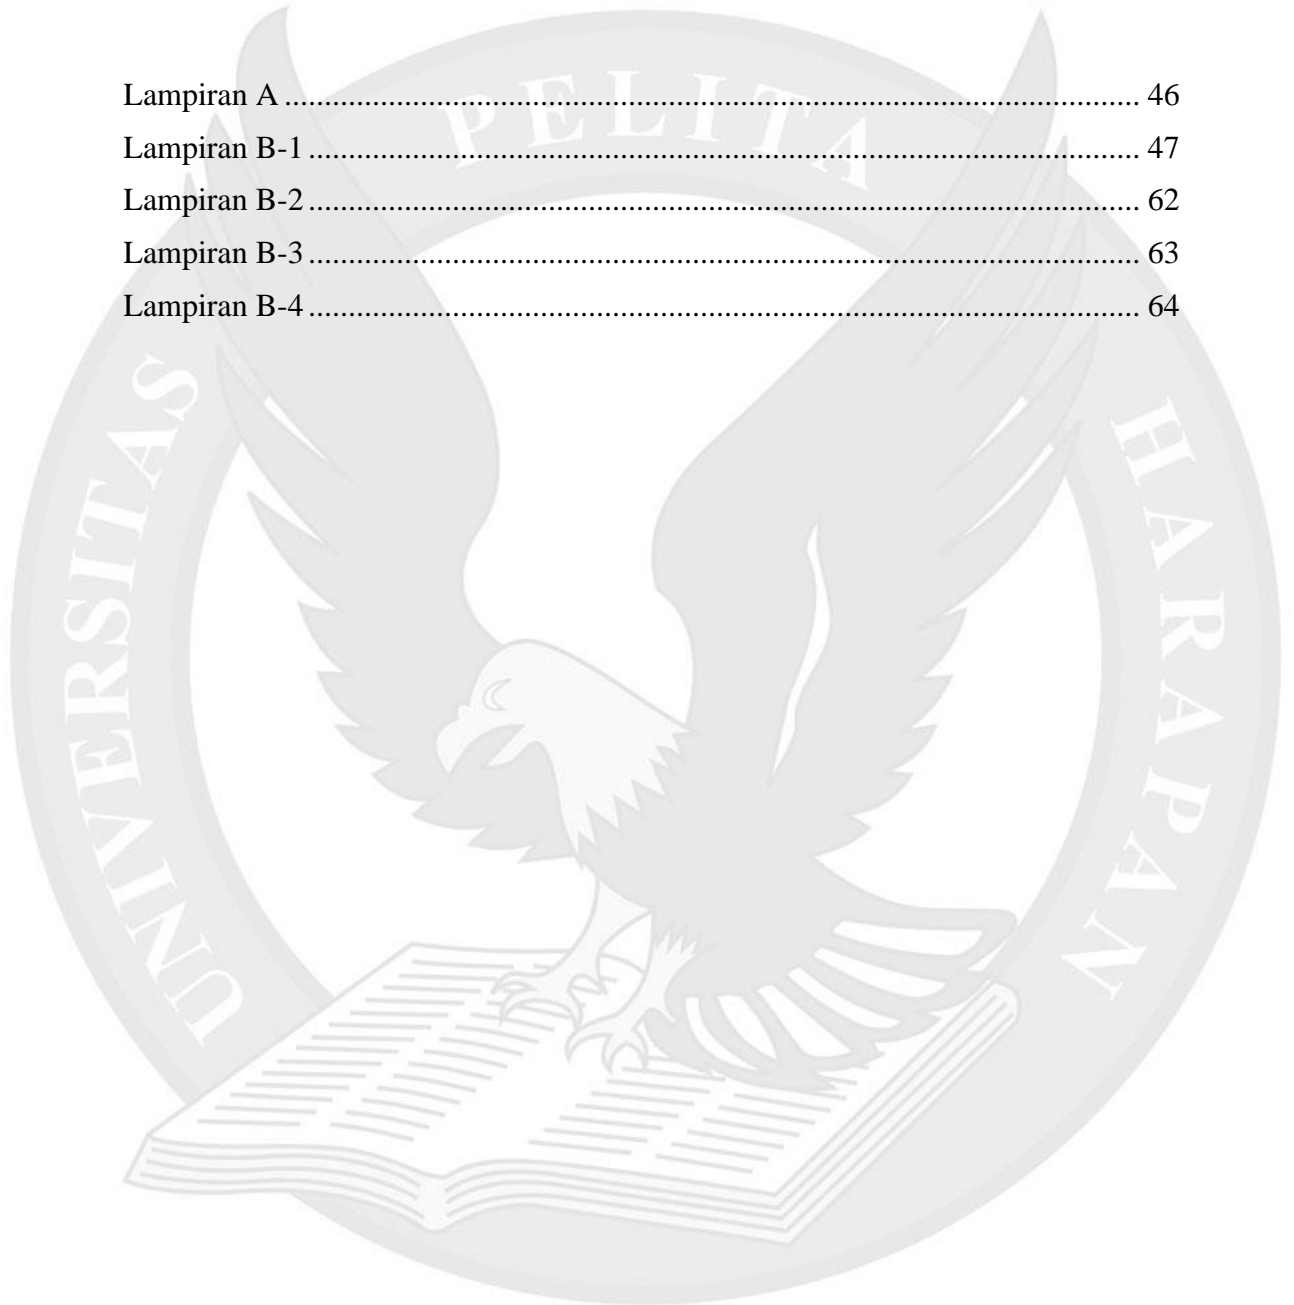 Lampiran A ........................................................................................................... 46
Lampiran B-1 ........................................................................................................ 47
Lampiran B-2 ........................................................................................................ 62
Lampiran B-3 ........................................................................................................ 63
Lampiran B-4 ........................................................................................................ 64
UNIVERSITAS PELITA HARAPAN